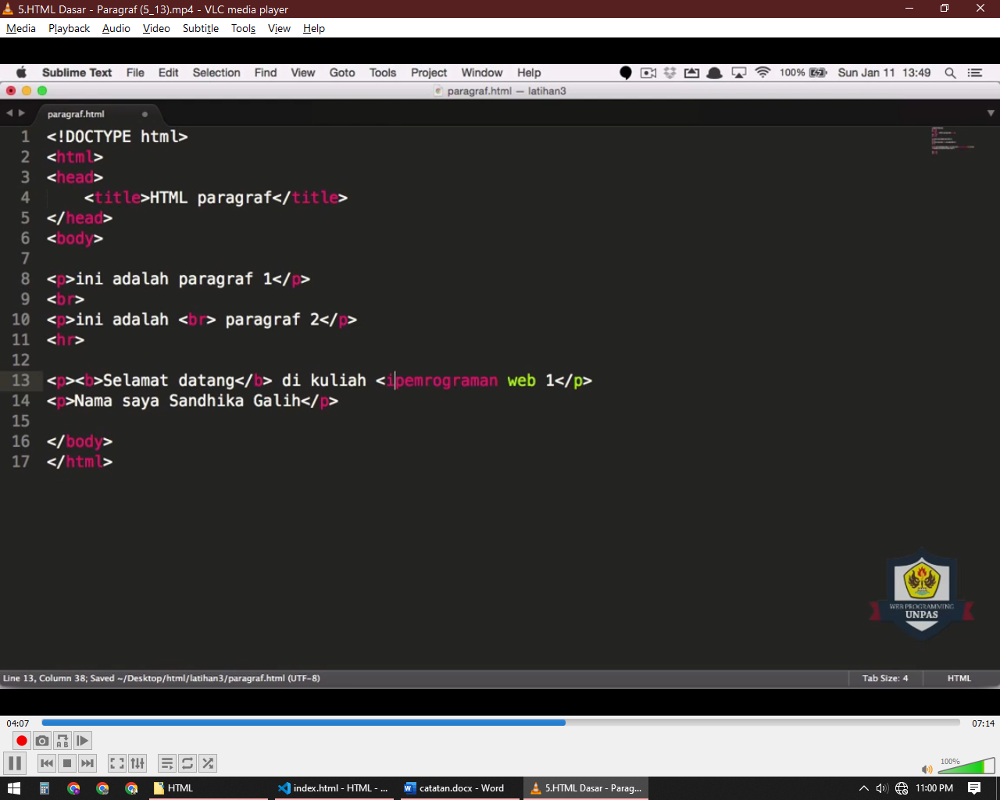 5.HTML Dasar - Paragraf (5_13).mp4 - VLC media player
Media Playback Audio Video Subtitle Tools View Help
Sublime Text File Edit Selection Find View Goto Tools Project Window Help 100% Sun Jan 11 13:49
paragraf.html — latihan3
paragraf.html
1 <!DOCTYPE html>
2 <html>
3 <head>
4 <title>HTML paragraf</title>
5 </head>
6 <body>
7
8 <p>ini adalah paragraf 1</p>
9 <br>
10 <p>ini adalah <br> paragraf 2</p>
11 <hr>
12
13 <p><b>Selamat datang</b> di kuliah <ipemrograman web 1</p>
14 <p>Nama saya Sandhika Galih</p>
15
16 </body>
17 </html>
WEB PROGRAMMING
UNPAS
Line 13, Column 38; Saved ~/Desktop/html/latihan3/paragraf.html (UTF-8) Tab Size: 4 HTML
04:07 07:14
A B
100%
HTML index.html - HTML - ... catatan.docx - Word 5.HTML Dasar - Parag... 11:00 PM